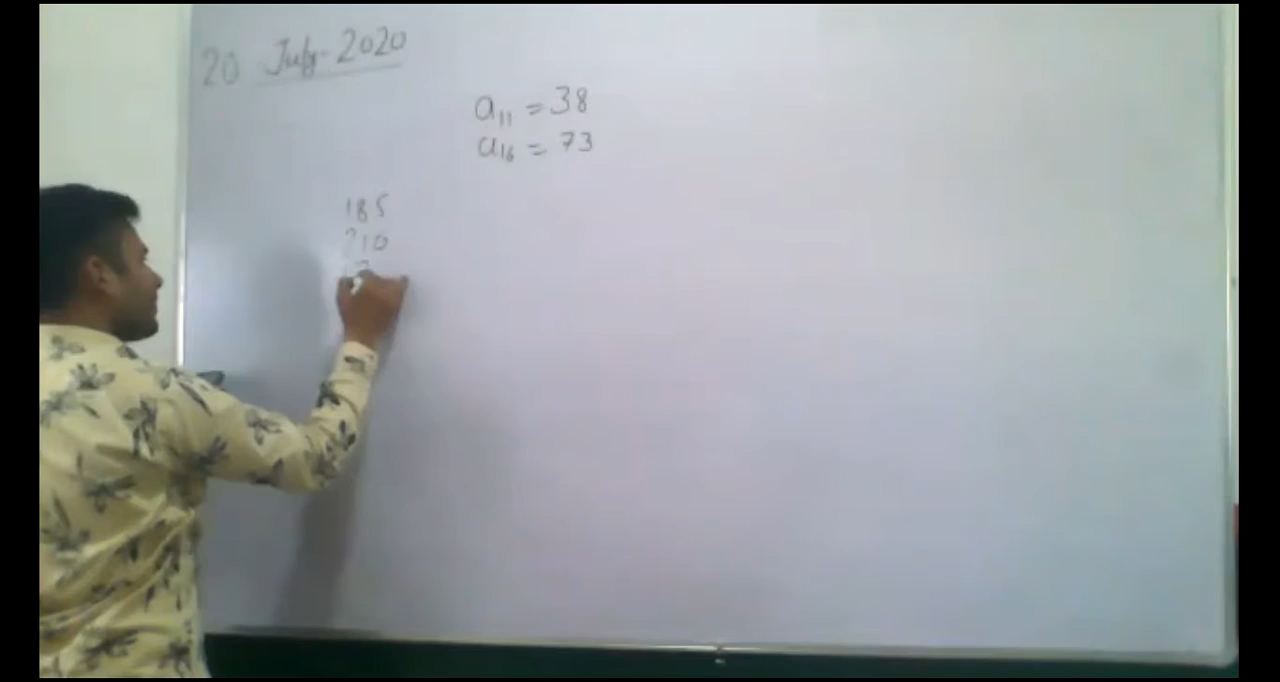 20 July-2020
a₁₁ = 38
a₁₆ = 73
185
210